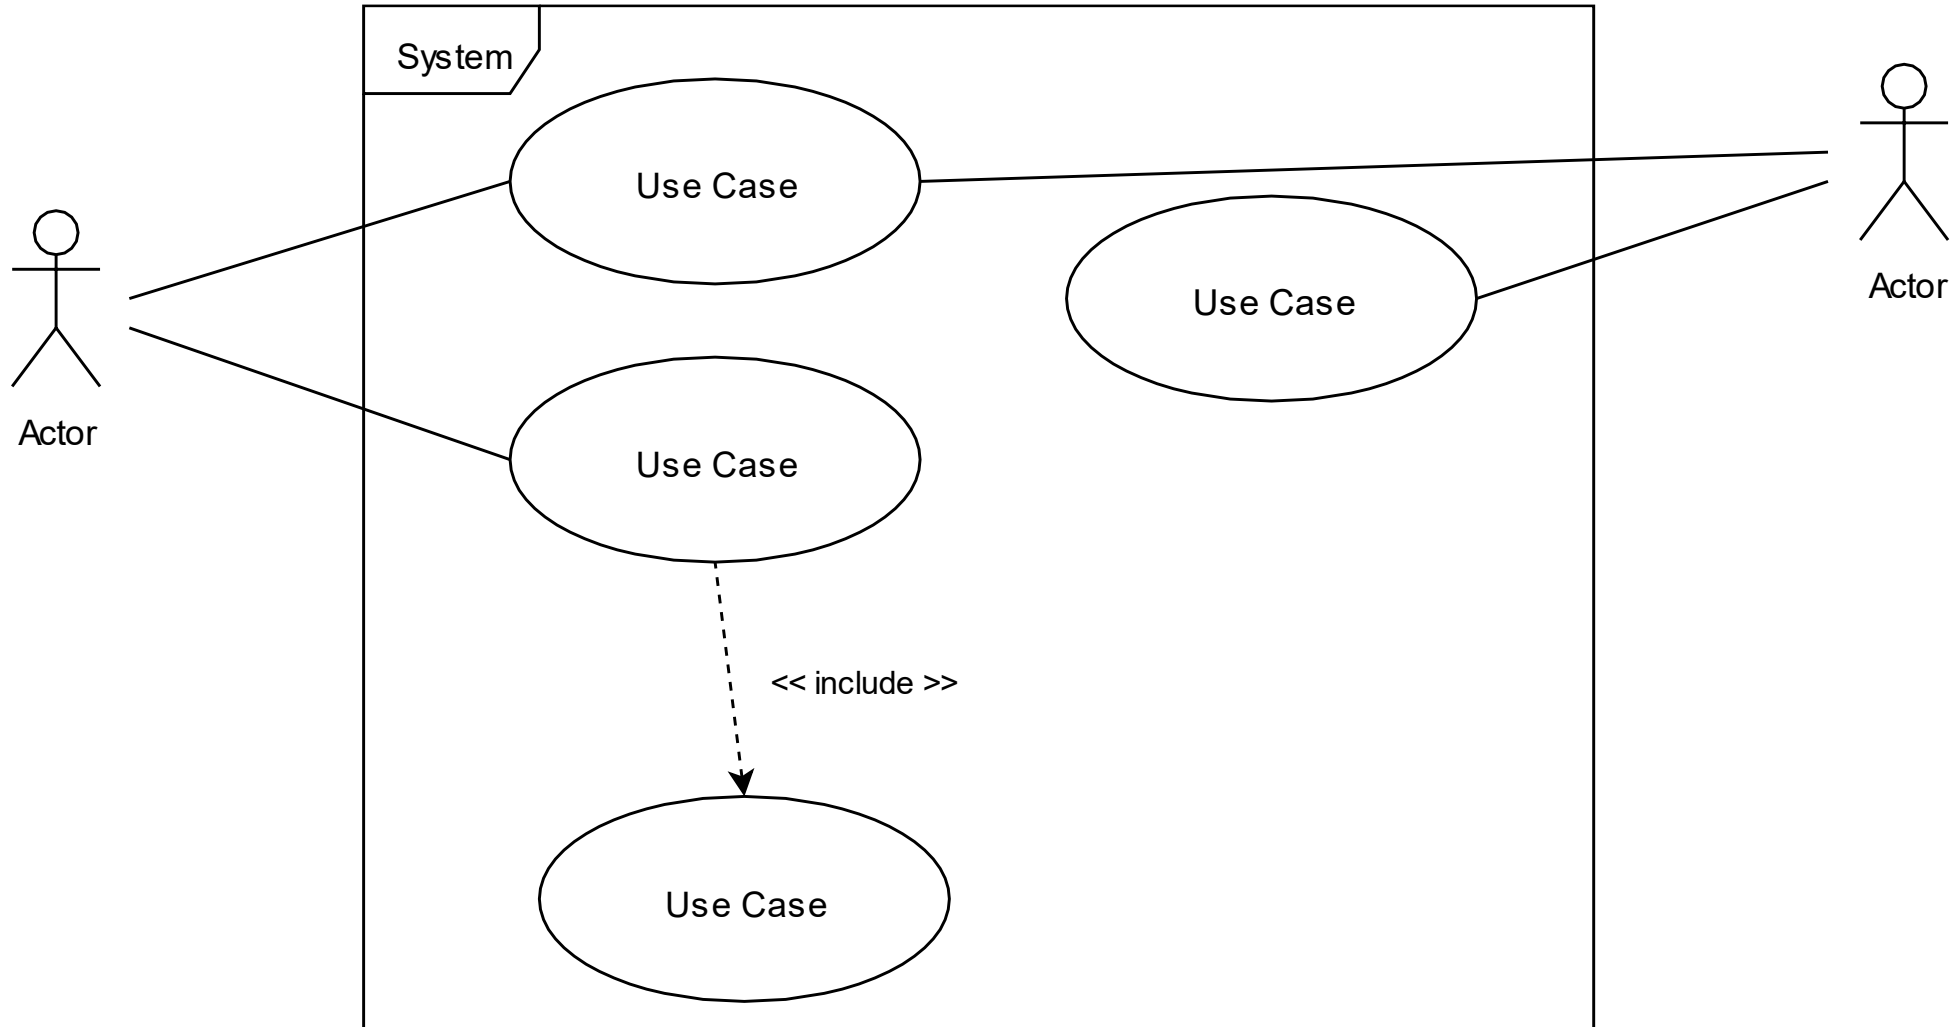 System
Use Case
Use Case
Actor
Actor
Use Case
<< include >>
Use Case